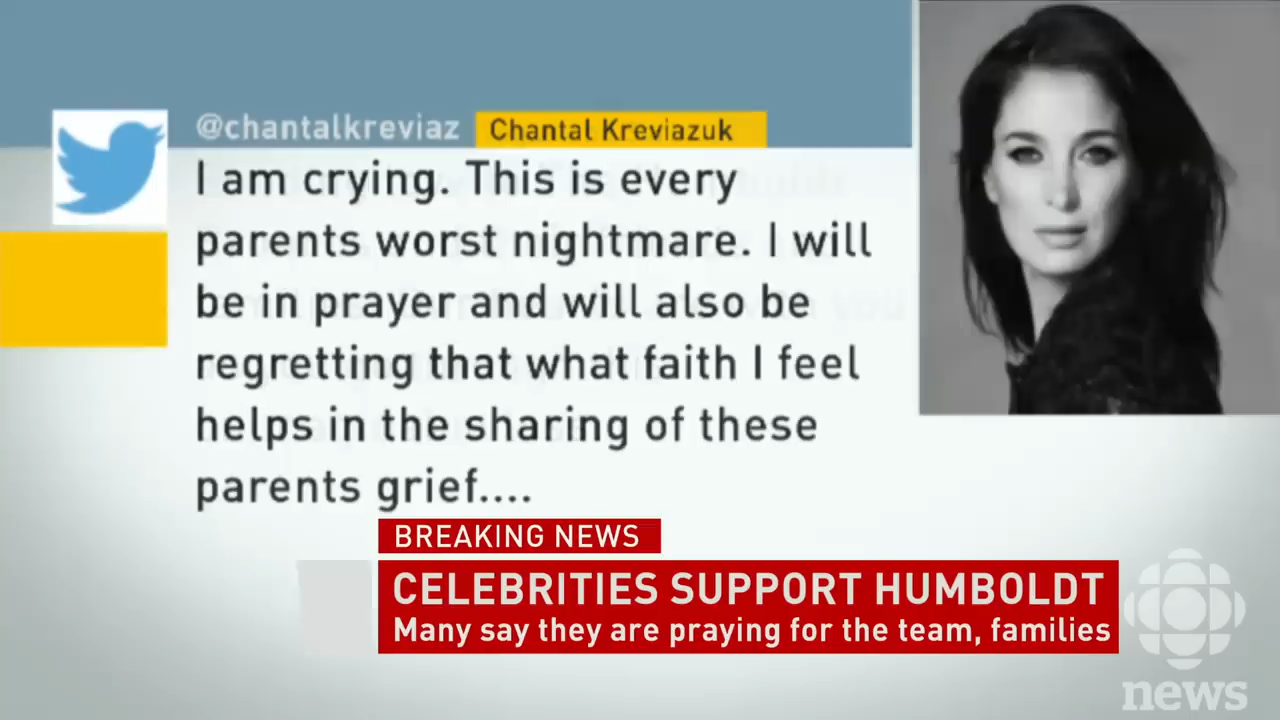 @chantalkreviaz Chantal Kreviazuk
I am crying. This is every
parents worst nightmare. I will
be in prayer and will also be
regretting that what faith I feel
helps in the sharing of these
parents grief....
BREAKING NEWS
CELEBRITIES SUPPORT HUMBOLDT
Many say they are praying for the team, families
news